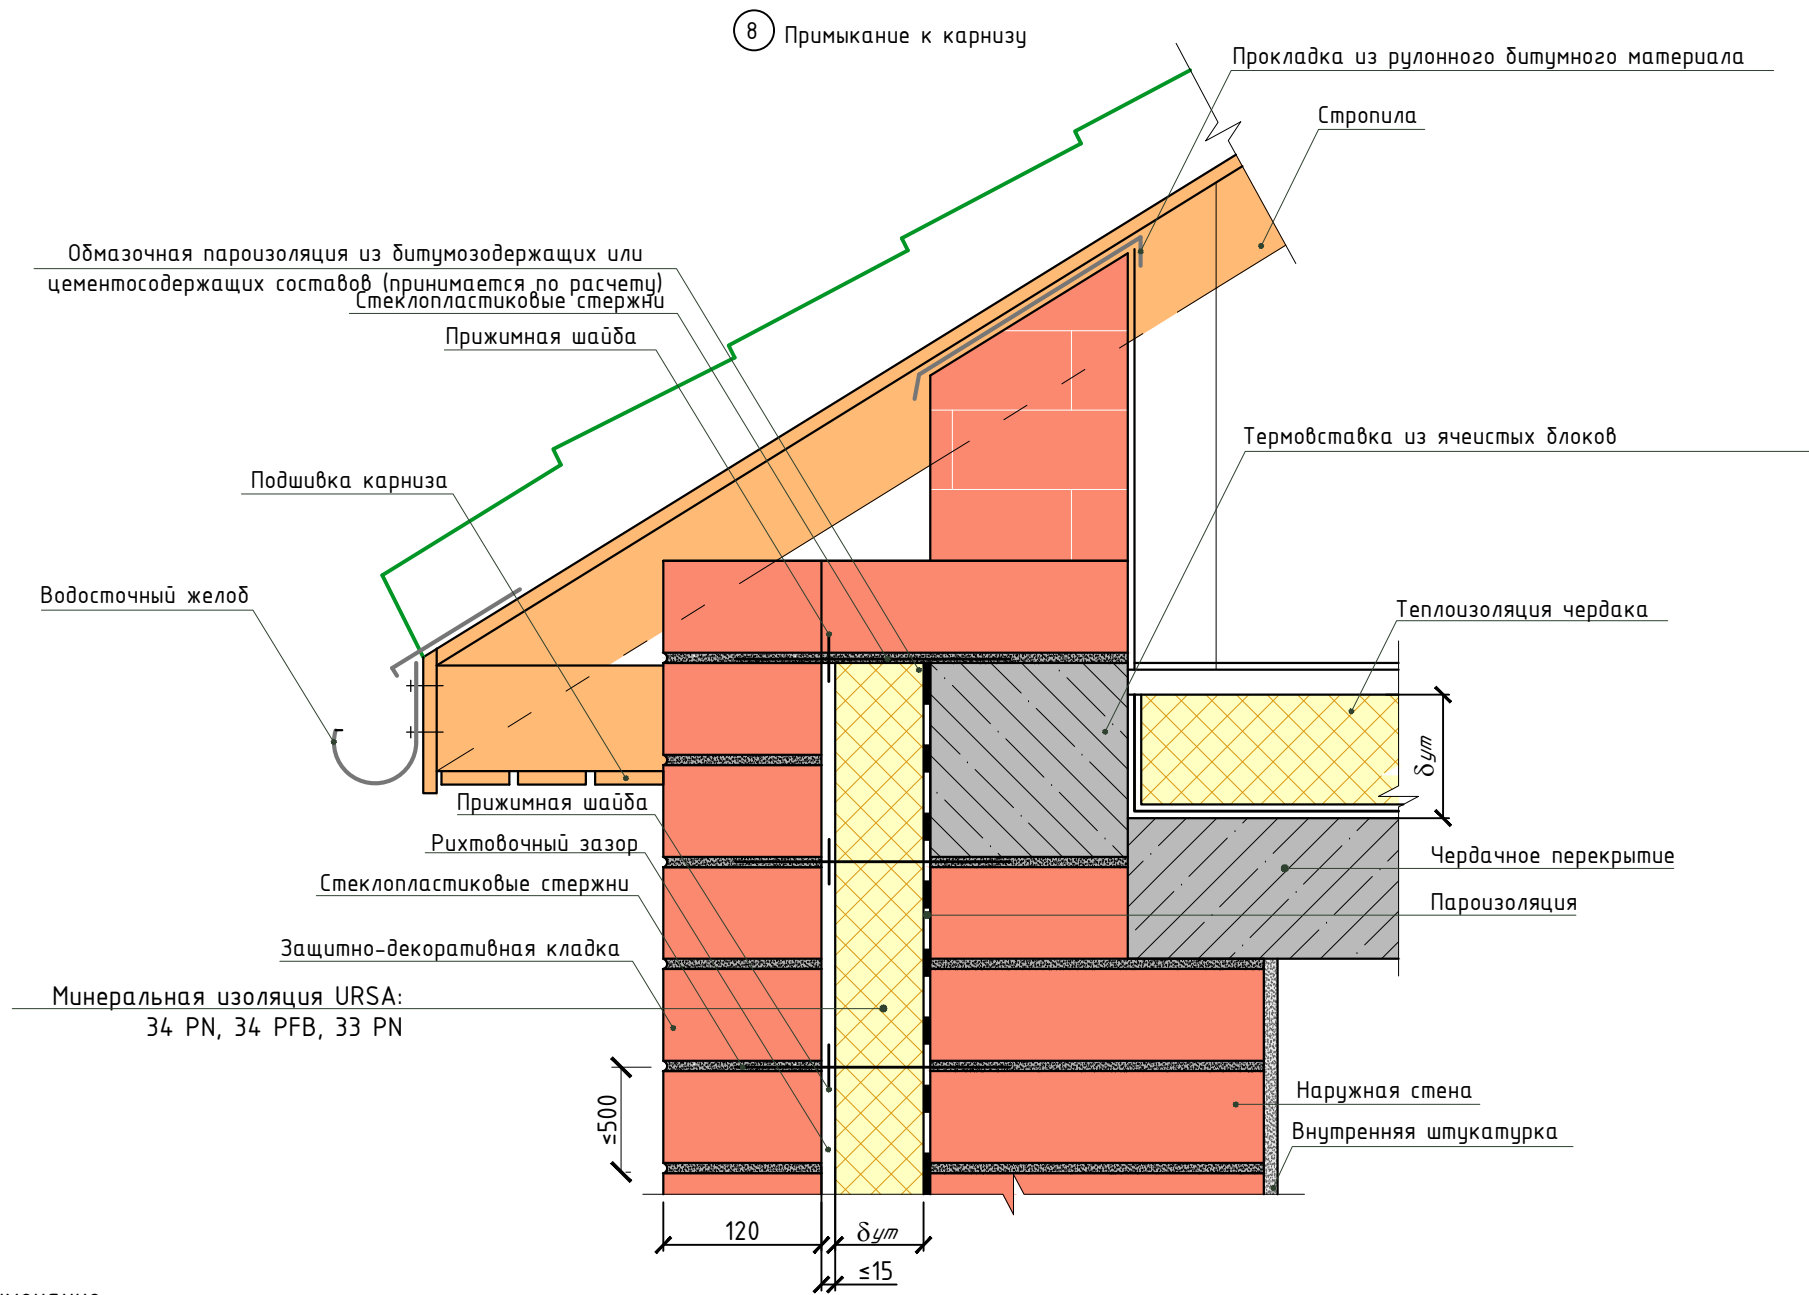 8 Примыкание к карнизу
Прокладка из рулонного битумного материала
Стропила
Обмазочная пароизоляция из битумозодержащих или
цементосодержащих составов (принимается по расчету)
Стеклопластиковые стержни
Прижимная шайба
Термовставка из ячеистых блоков
Подшивка карниза
Водосточный желоб
Теплоизоляция чердака
δут
Прижимная шайба
Рихтовочный зазор
Стеклопластиковые стержни
Чердачное перекрытие
Пароизоляция
Защитно-декоративная кладка
Минеральная изоляция URSA:
34 PN, 34 PFB, 33 PN
≤500
Наружная стена
Внутренняя штукатурка
120
δут
≤15